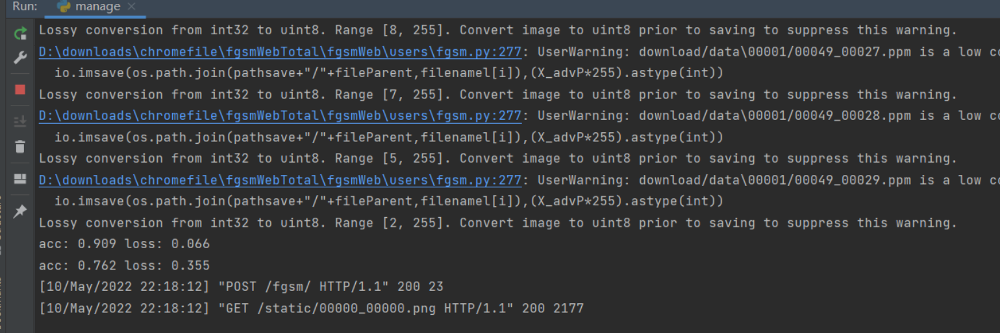 Run: manage ×
Lossy conversion from int32 to uint8. Range [8, 255]. Convert image to uint8 prior to saving to suppress this warning.
D:\downloads\chromefile\fgsmWebTotal\fgsmWeb\users\fgsm.py:277: UserWarning: download/data\00001/00049_00027.ppm is a low
io.imsave(os.path.join(pathsave+"/"+fileParent,filenamel[i]),(X_advP*255).astype(int))
Lossy conversion from int32 to uint8. Range [7, 255]. Convert image to uint8 prior to saving to suppress this warning.
D:\downloads\chromefile\fgsmWebTotal\fgsmWeb\users\fgsm.py:277: UserWarning: download/data\00001/00049_00028.ppm is a low
io.imsave(os.path.join(pathsave+"/"+fileParent,filenamel[i]),(X_advP*255).astype(int))
Lossy conversion from int32 to uint8. Range [5, 255]. Convert image to uint8 prior to saving to suppress this warning.
D:\downloads\chromefile\fgsmWebTotal\fgsmWeb\users\fgsm.py:277: UserWarning: download/data\00001/00049_00029.ppm is a low
io.imsave(os.path.join(pathsave+"/"+fileParent,filenamel[i]),(X_advP*255).astype(int))
Lossy conversion from int32 to uint8. Range [2, 255]. Convert image to uint8 prior to saving to suppress this warning.
acc: 0.909 loss: 0.066
acc: 0.762 loss: 0.355
[10/May/2022 22:18:12] "POST /fgsm/ HTTP/1.1" 200 23
[10/May/2022 22:18:12] "GET /static/00000_00000.png HTTP/1.1" 200 2177